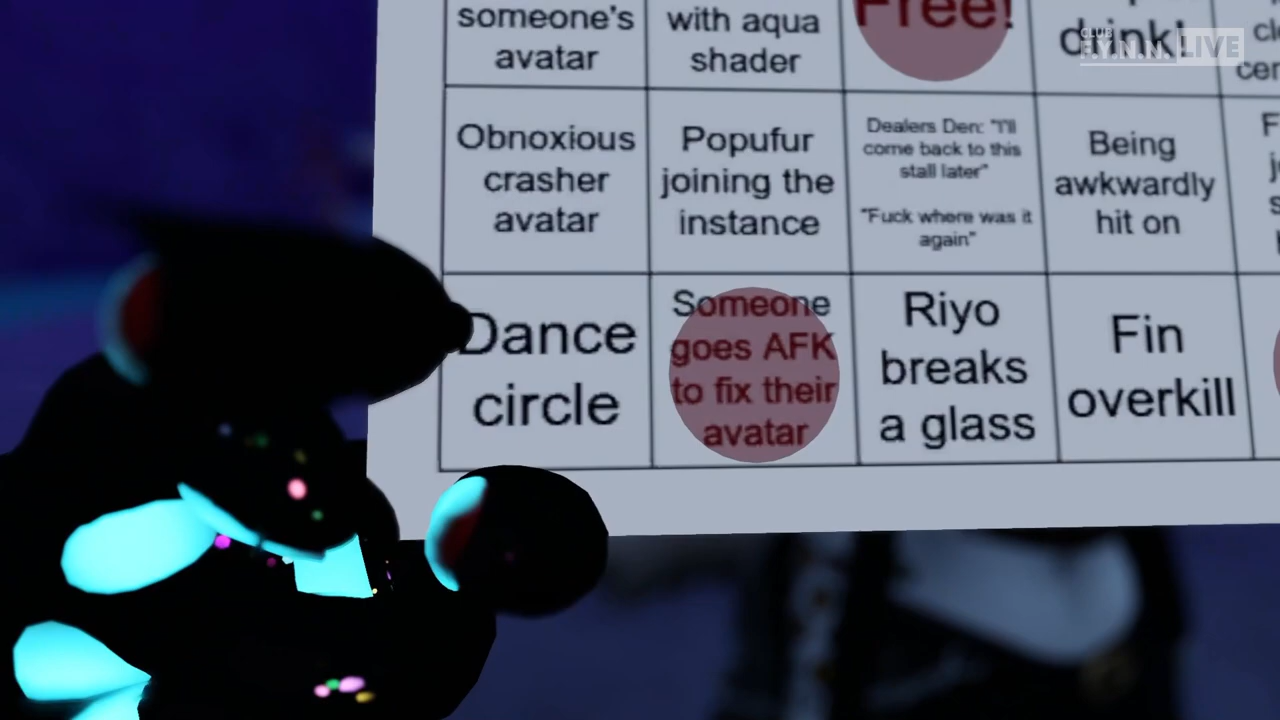 someone's
avatar
with aqua
shader
Free!
drink!
CLUB
F.Y.N.N. LIVE
Obnoxious
crasher
avatar
Popufur
joining the
instance
Dealers Den: "I'll
come back to this
stall later"
"Fuck where was it
again"
Being
awkwardly
hit on
Dance
circle
Someone
goes AFK
to fix their
avatar
Riyo
breaks
a glass
Fin
overkill